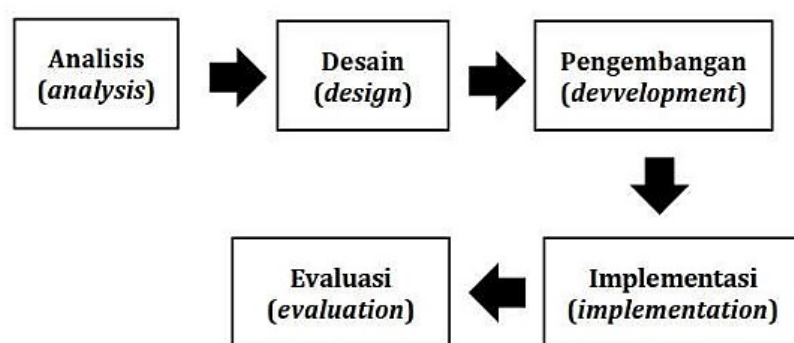 Analisis
(analysis)
Desain
(design)
Pengembangan
(devvelopment)
Implementasi
(implementation)
Evaluasi
(evaluation)